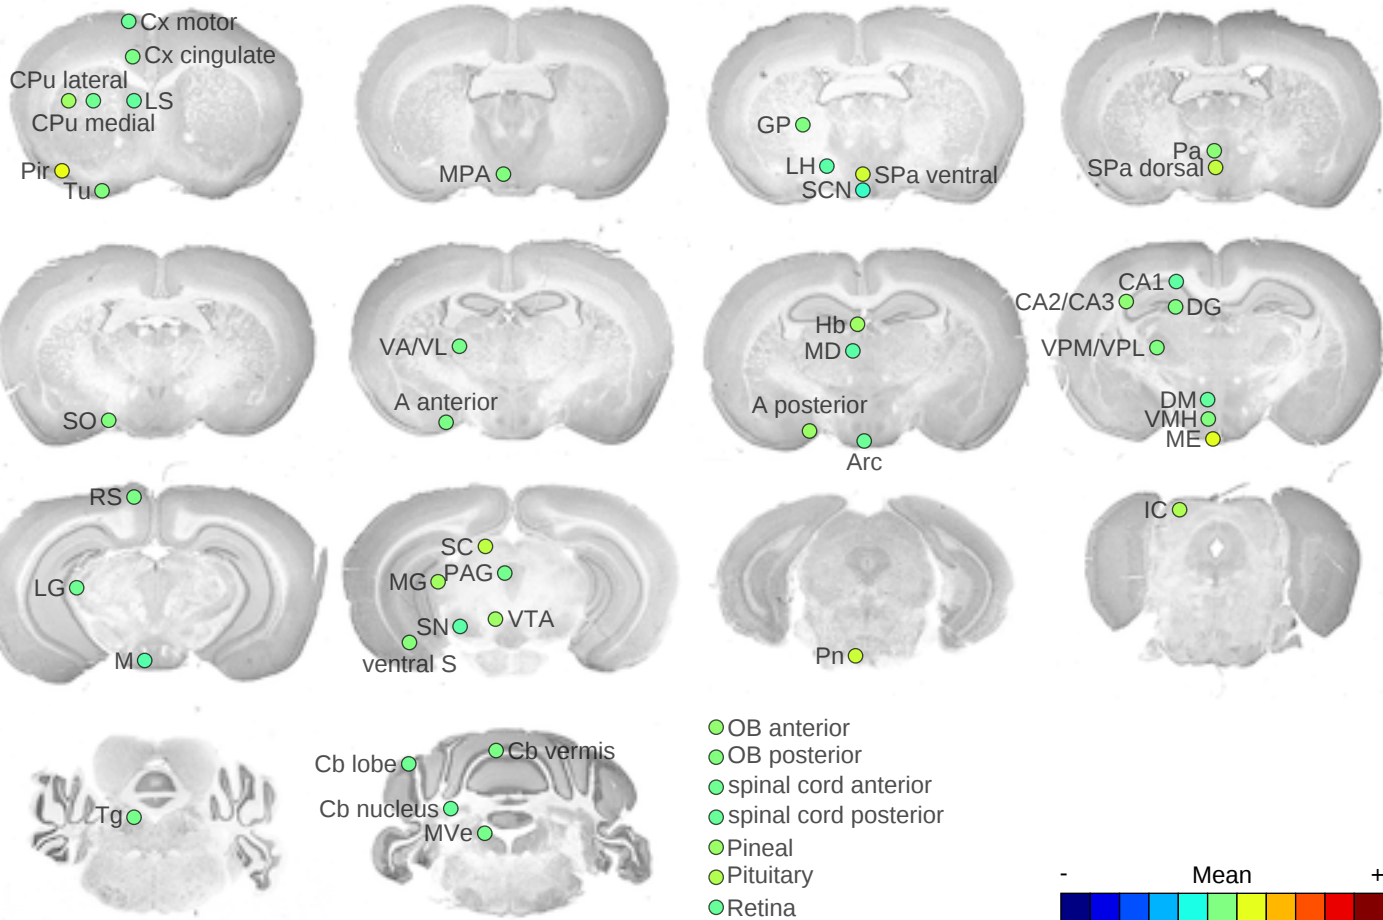 Cx motor
Cx cingulate
CPu lateral
LS
CPu medial
Pir
Tu
MPA
GP
LH
SPa ventral
SCN
Pa
SPa dorsal
SO
VA/VL
A anterior
Hb
MD
A posterior
Arc
CA1
CA2/CA3
DG
VPM/VPL
DM
VMH
ME
RS
LG
M
SC
MG
PAG
SN
VTA
ventral S
Pn
IC
Tg
Cb lobe
Cb vermis
Cb nucleus
MVe
OB anterior
OB posterior
spinal cord anterior
spinal cord posterior
Pineal
Pituitary
Retina
- Mean +